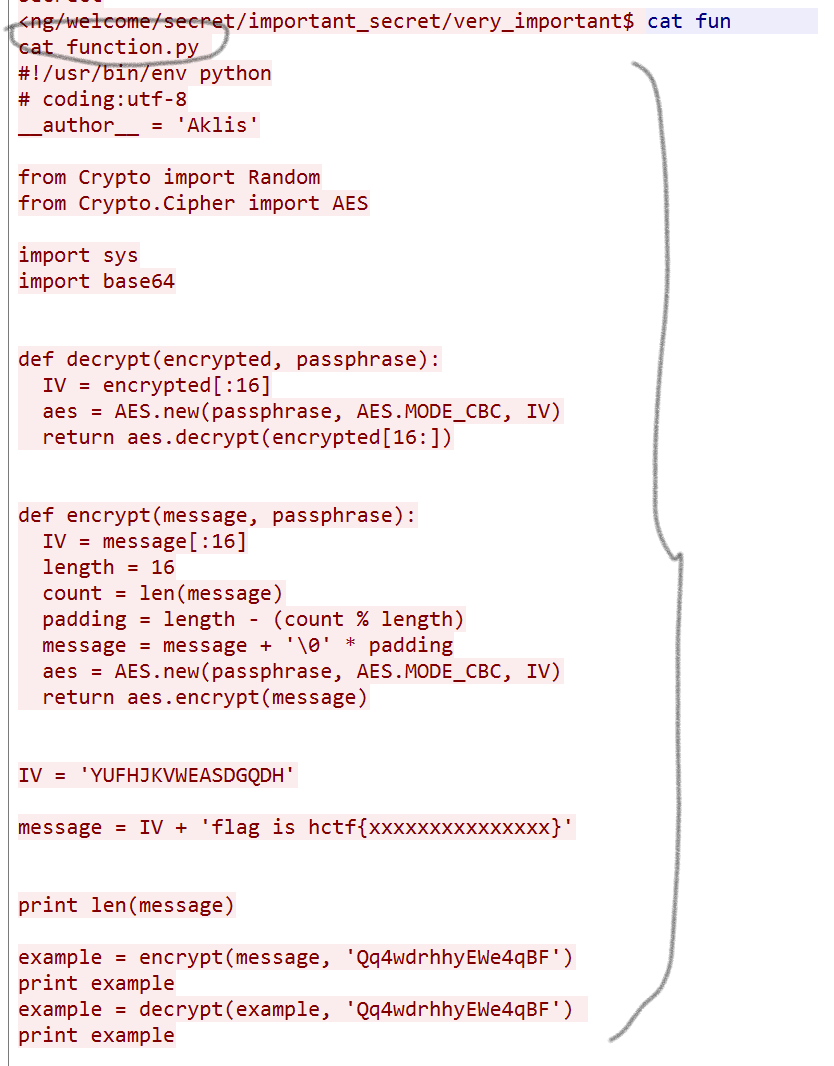 <ng/welcome/secret/important_secret/very_important$ cat fun
cat function.py
#!/usr/bin/env python
# coding:utf-8
__author__ = 'Aklis'
from Crypto import Random
from Crypto.Cipher import AES
import sys
import base64
def decrypt(encrypted, passphrase):
  IV = encrypted[:16]
  aes = AES.new(passphrase, AES.MODE_CBC, IV)
  return aes.decrypt(encrypted[16:])
def encrypt(message, passphrase):
  IV = message[:16]
  length = 16
  count = len(message)
  padding = length - (count % length)
  message = message + '\0' * padding
  aes = AES.new(passphrase, AES.MODE_CBC, IV)
  return aes.encrypt(message)
IV = 'YUFHJKVWEASDGQDH'
message = IV + 'flag is hctf{xxxxxxxxxxxxxxx}'
print len(message)
example = encrypt(message, 'Qq4wdrhhyEWe4qBF')
print example
example = decrypt(example, 'Qq4wdrhhyEWe4qBF')
print example